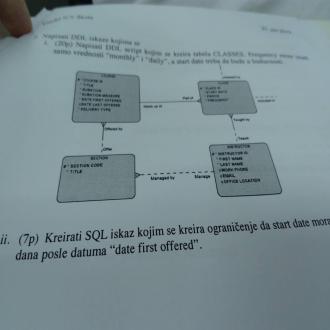 Napisati DDL iskaze kojima se
i. (20p) Napisati DDL script kojim se kreira tabela CLASSES. Frequency može imati
samo vrednosti "monthly" i "daily", a start date treba da bude u budućnosti.
COURSE
#* COURSE ID
* TITLE
* DURATION
* DURATION MEASURE
* DATE FIRST OFFERED
o DATE LAST OFFERED
* DELIVERY TYPE
CLASS
#* CLASS ID
* START DATE
* FREQUENCY
Part of
Made up of
Offered by
Offer
Taught by
Teach
SECTION
#* SECTION CODE
* TITLE
Managed by
Manage
INSTRUCTOR
#* INSTRUCTOR ID
* FIRST NAME
* LAST NAME
o WORK PHONE
o EMAIL
o OFFICE LOCATION
ii. (7p) Kreirati SQL iskaz kojim se kreira ograničenje da start date mora
dana posle datuma "date first offered".